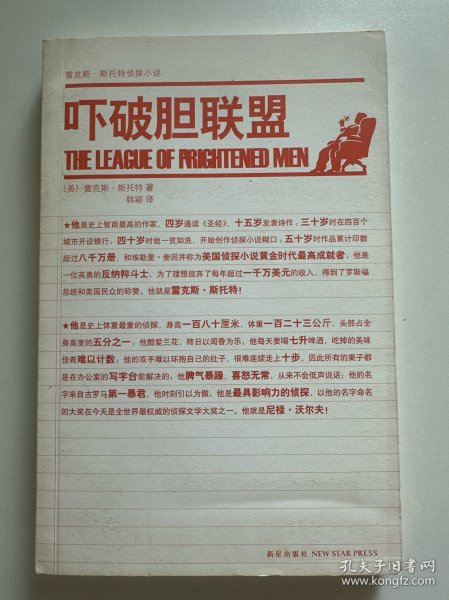 雷克斯·斯托特侦探小说
吓破胆联盟
THE LEAGUE OF FRIGHTENED MEN
(美) 雷克斯·斯托特 著
韩颖 译
★他是史上智商最高的作家，四岁通读《圣经》，十五岁发表诗作；三十岁时在四百个
城市开设银行；四十岁时他一贫如洗，开始创作侦探小说糊口；五十岁时作品累计印数
超过八千万册，和埃勒里·奎因并称为美国侦探小说黄金时代最高成就者；他是
一位英勇的反纳粹斗士，为了理想放弃了每年超过一千万美元的收入，得到了罗斯福
总统和美国民众的称赞。他就是雷克斯·斯托特！
★他是史上体重最重的侦探，身高一百八十厘米，体重一百二十三公斤，头部占全
身高度的五分之一；他酷爱兰花，终日以闻香为乐；他每天要喝七升啤酒，吃掉的美味
佳肴难以计数；他的双手难以环抱自己的肚子，很难连续走上十步，因此所有的案子都
是在办公室的写字台前解决的；他脾气暴躁，喜怒无常，从来不会低声说话；他的名
字来自古罗马第一暴君，他时刻引以为傲；他是最具影响力的侦探，以他的名字命名
的大奖在今天是全世界最权威的侦探文学大奖之一，他就是尼禄·沃尔夫！
新星出版社 NEW STAR PRESS
孔夫子旧书网
www.kongfz.com